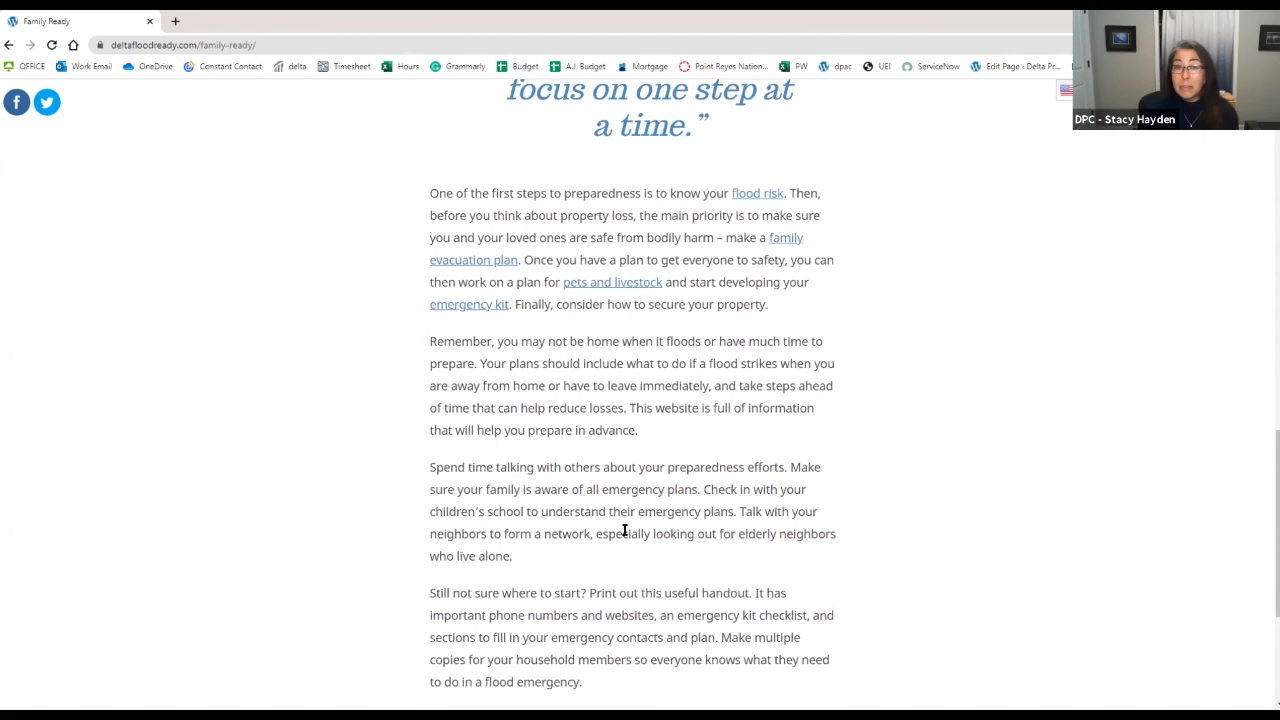 Family Ready
deltafloodready.com/family-ready/
OFFICE
Work Email
OneDrive
Constant Contact
delta
Timesheet
Hours
Grammarly
Budget
A.J. Budget
Mortgage
Point Reyes Nation...
PW
dpac
UEI
ServiceNow
Edit Page ‹ Delta Pr...
DPC - Stacy Hayden
focus on one step at
a time.”
One of the first steps to preparedness is to know your flood risk. Then,
before you think about property loss, the main priority is to make sure
you and your loved ones are safe from bodily harm – make a family
evacuation plan. Once you have a plan to get everyone to safety, you can
then work on a plan for pets and livestock and start developing your
emergency kit. Finally, consider how to secure your property.
Remember, you may not be home when it floods or have much time to
prepare. Your plans should include what to do if a flood strikes when you
are away from home or have to leave immediately, and take steps ahead
of time that can help reduce losses. This website is full of information
that will help you prepare in advance.
Spend time talking with others about your preparedness efforts. Make
sure your family is aware of all emergency plans. Check in with your
children’s school to understand their emergency plans. Talk with your
neighbors to form a network, especially looking out for elderly neighbors
who live alone.
Still not sure where to start? Print out this useful handout. It has
important phone numbers and websites, an emergency kit checklist, and
sections to fill in your emergency contacts and plan. Make multiple
copies for your household members so everyone knows what they need
to do in a flood emergency.